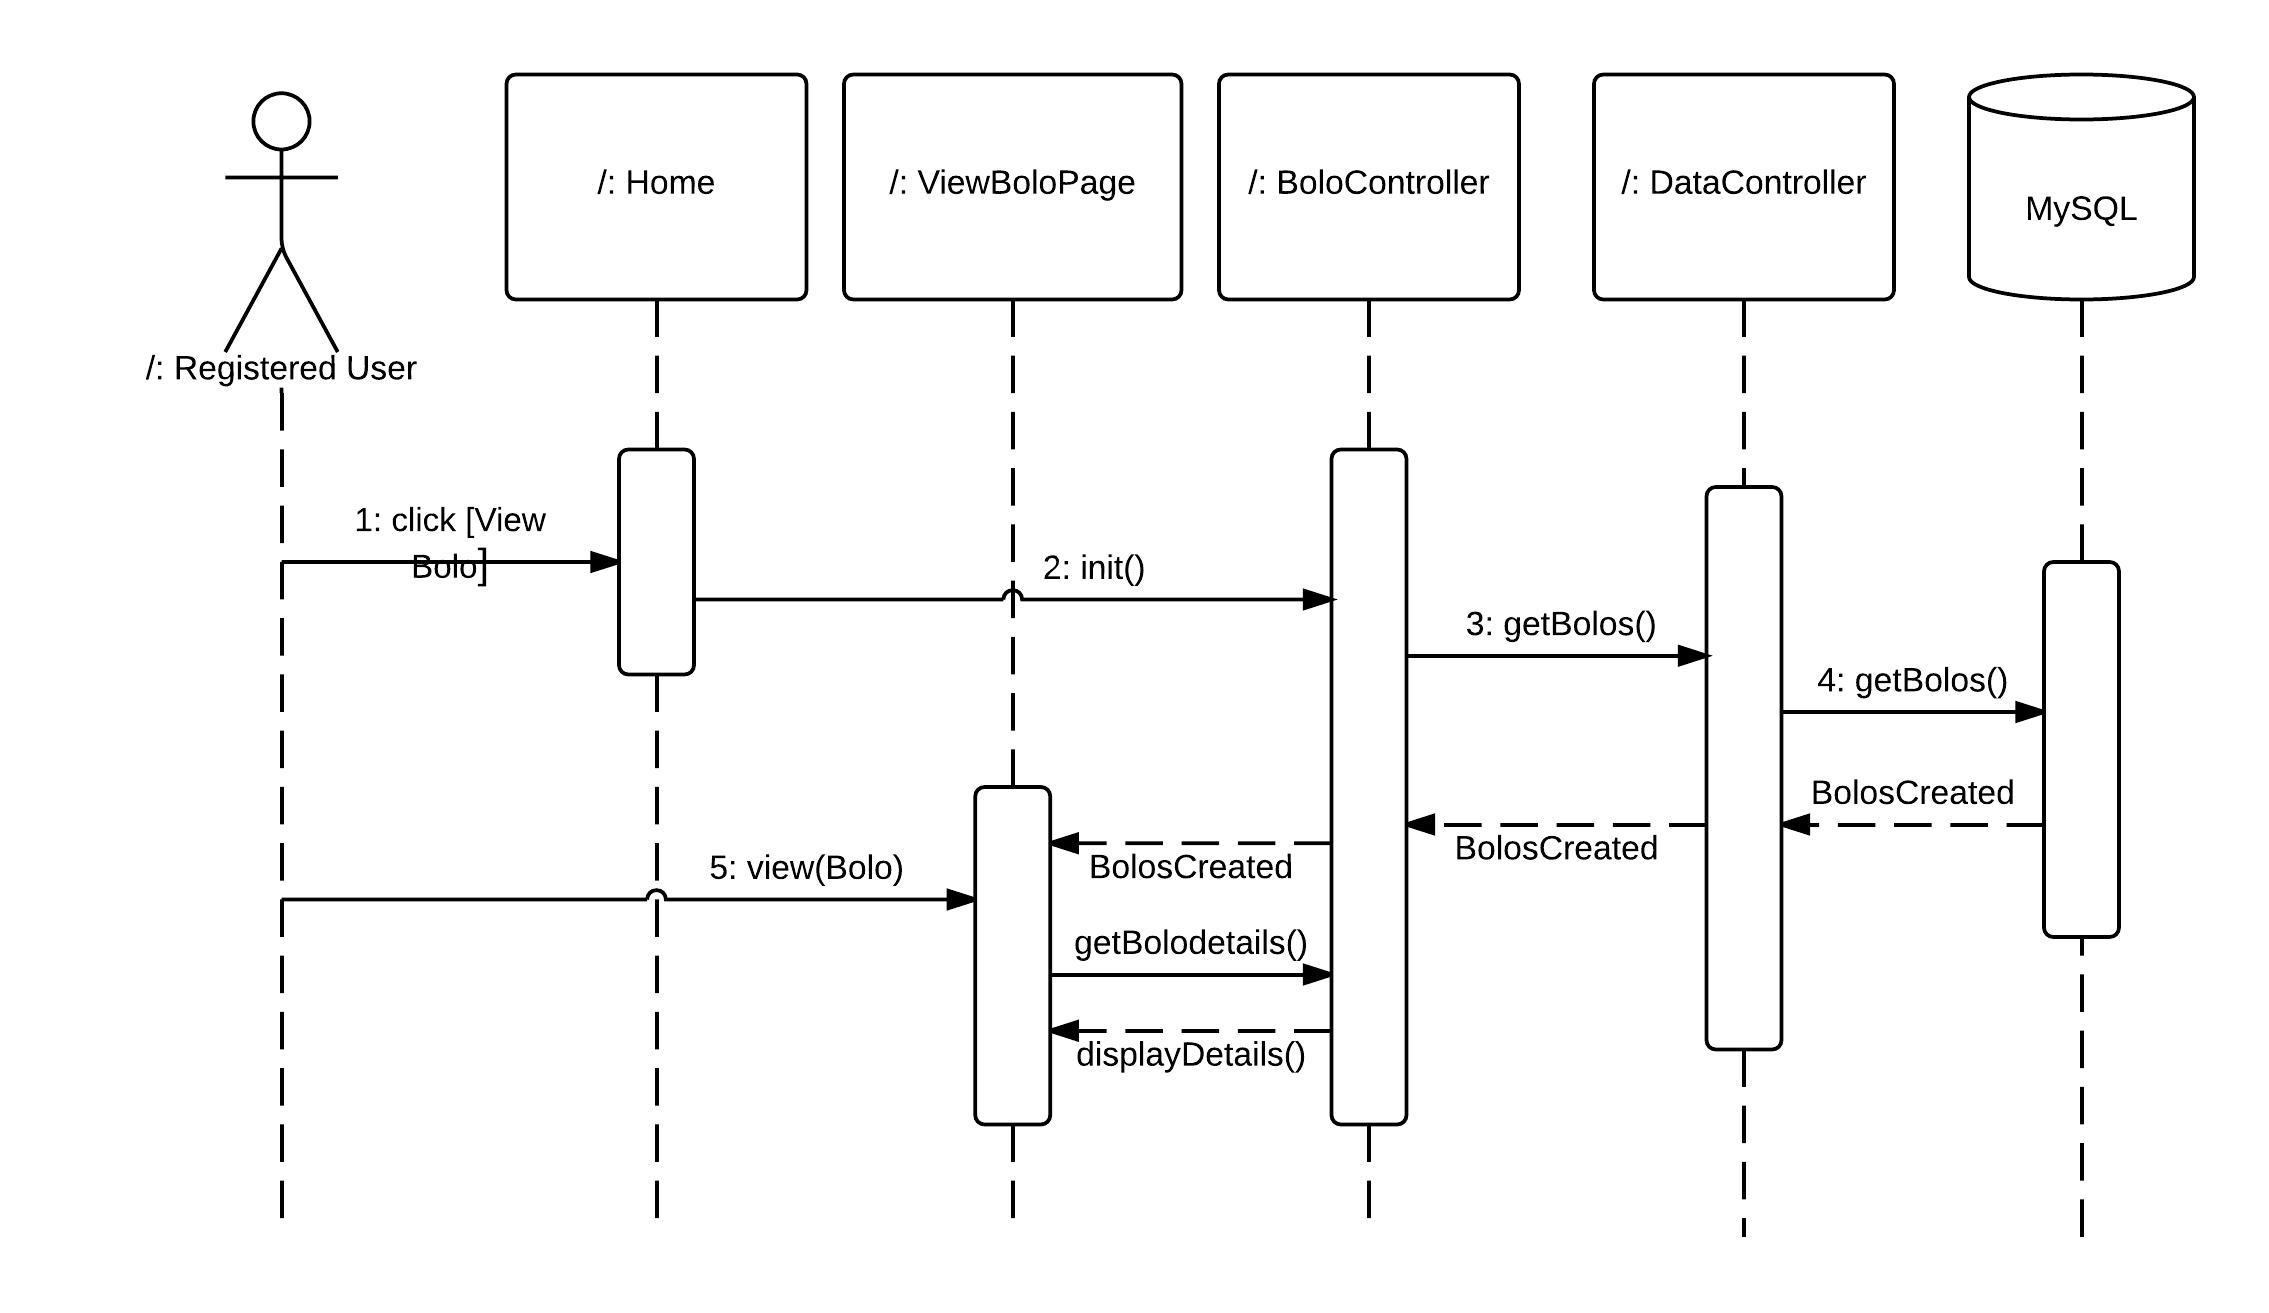 /: Home
/: ViewBoloPage
/: BoloController
/: DataController
MySQL
/: Registered User
1: click [View
Bolo]
2: init()
3: getBolos()
4: getBolos()
BolosCreated
BolosCreated
BolosCreated
5: view(Bolo)
getBolodetails()
displayDetails()